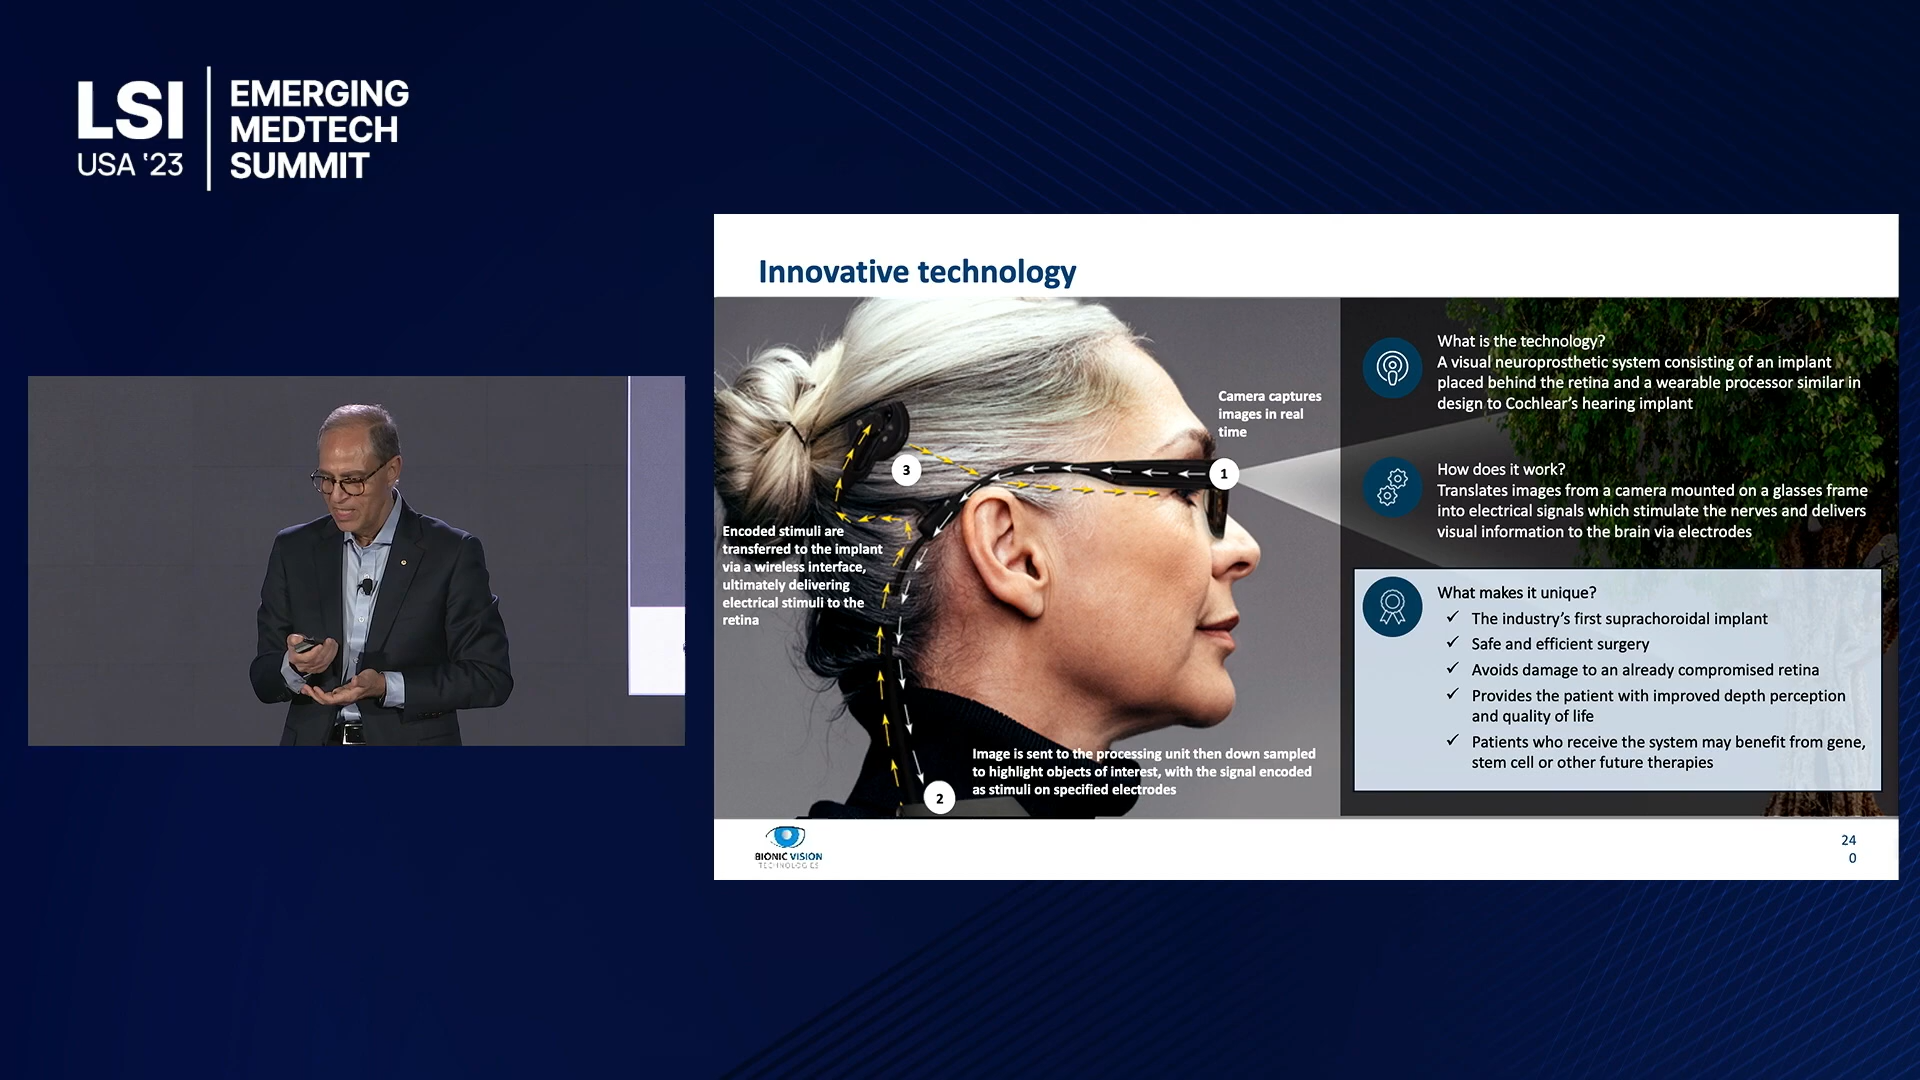 LSI
USA '23
EMERGING
MEDTECH
SUMMIT
Innovative technology
Camera captures
images in real
time
1
3
Encoded stimuli are
transferred to the implant
via a wireless interface,
ultimately delivering
electrical stimuli to the
retina
Image is sent to the processing unit then down sampled
to highlight objects of interest, with the signal encoded
as stimuli on specified electrodes
2
What is the technology?
A visual neuroprosthetic system consisting of an implant
placed behind the retina and a wearable processor similar in
design to Cochlear's hearing implant
How does it work?
Translates images from a camera mounted on a glasses frame
into electrical signals which stimulate the nerves and delivers
visual information to the brain via electrodes
What makes it unique?
✓ The industry's first suprachoroidal implant
✓ Safe and efficient surgery
✓ Avoids damage to an already compromised retina
✓ Provides the patient with improved depth perception
and quality of life
✓ Patients who receive the system may benefit from gene,
stem cell or other future therapies
BIONIC VISION
TECHNOLOGIES
24
0